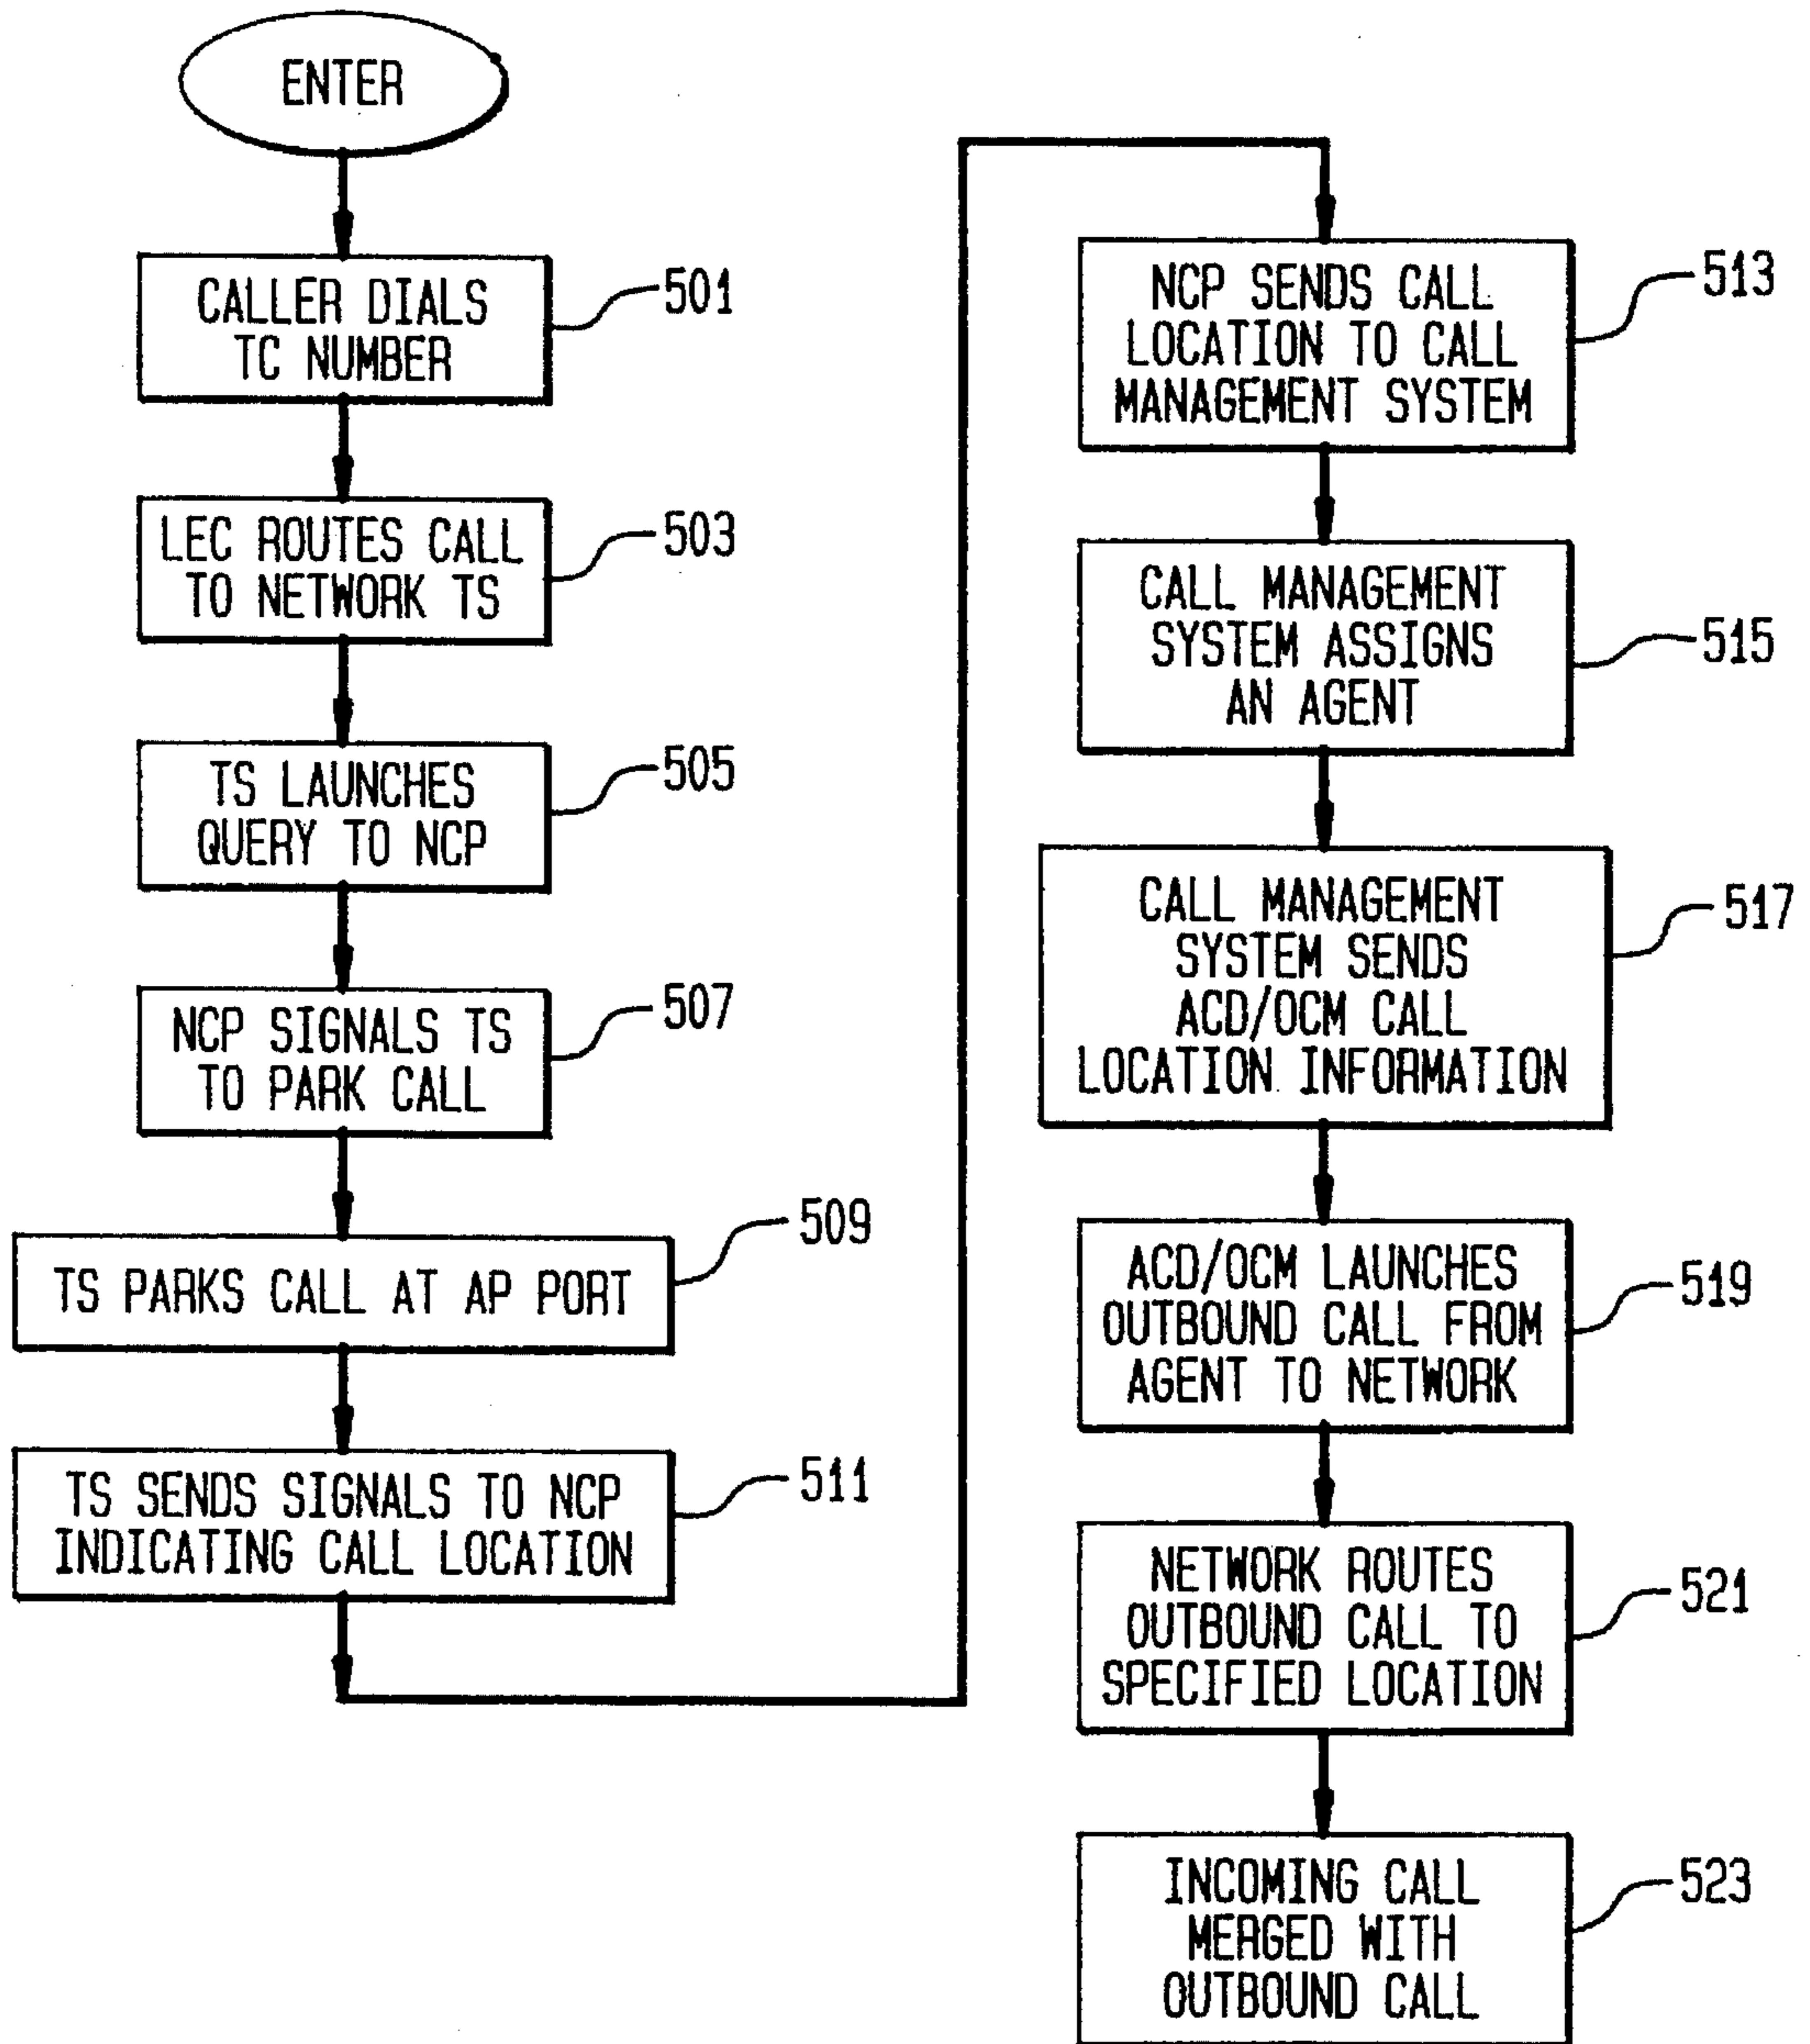 ENTER
CALLER DIALS
TC NUMBER
501
LEC ROUTES CALL
TO NETWORK TS
503
TS LAUNCHES
QUERY TO NCP
505
NCP SIGNALS TS
TO PARK CALL
507
TS PARKS CALL AT AP PORT
509
TS SENDS SIGNALS TO NCP
INDICATING CALL LOCATION
511
NCP SENDS CALL
LOCATION TO CALL
MANAGEMENT SYSTEM
513
CALL MANAGEMENT
SYSTEM ASSIGNS
AN AGENT
515
CALL MANAGEMENT
SYSTEM SENDS
ACD/OCM CALL
LOCATION INFORMATION
517
ACD/OCM LAUNCHES
OUTBOUND CALL FROM
AGENT TO NETWORK
519
NETWORK ROUTES
OUTBOUND CALL TO
SPECIFIED LOCATION
521
INCOMING CALL
MERGED WITH
OUTBOUND CALL
523